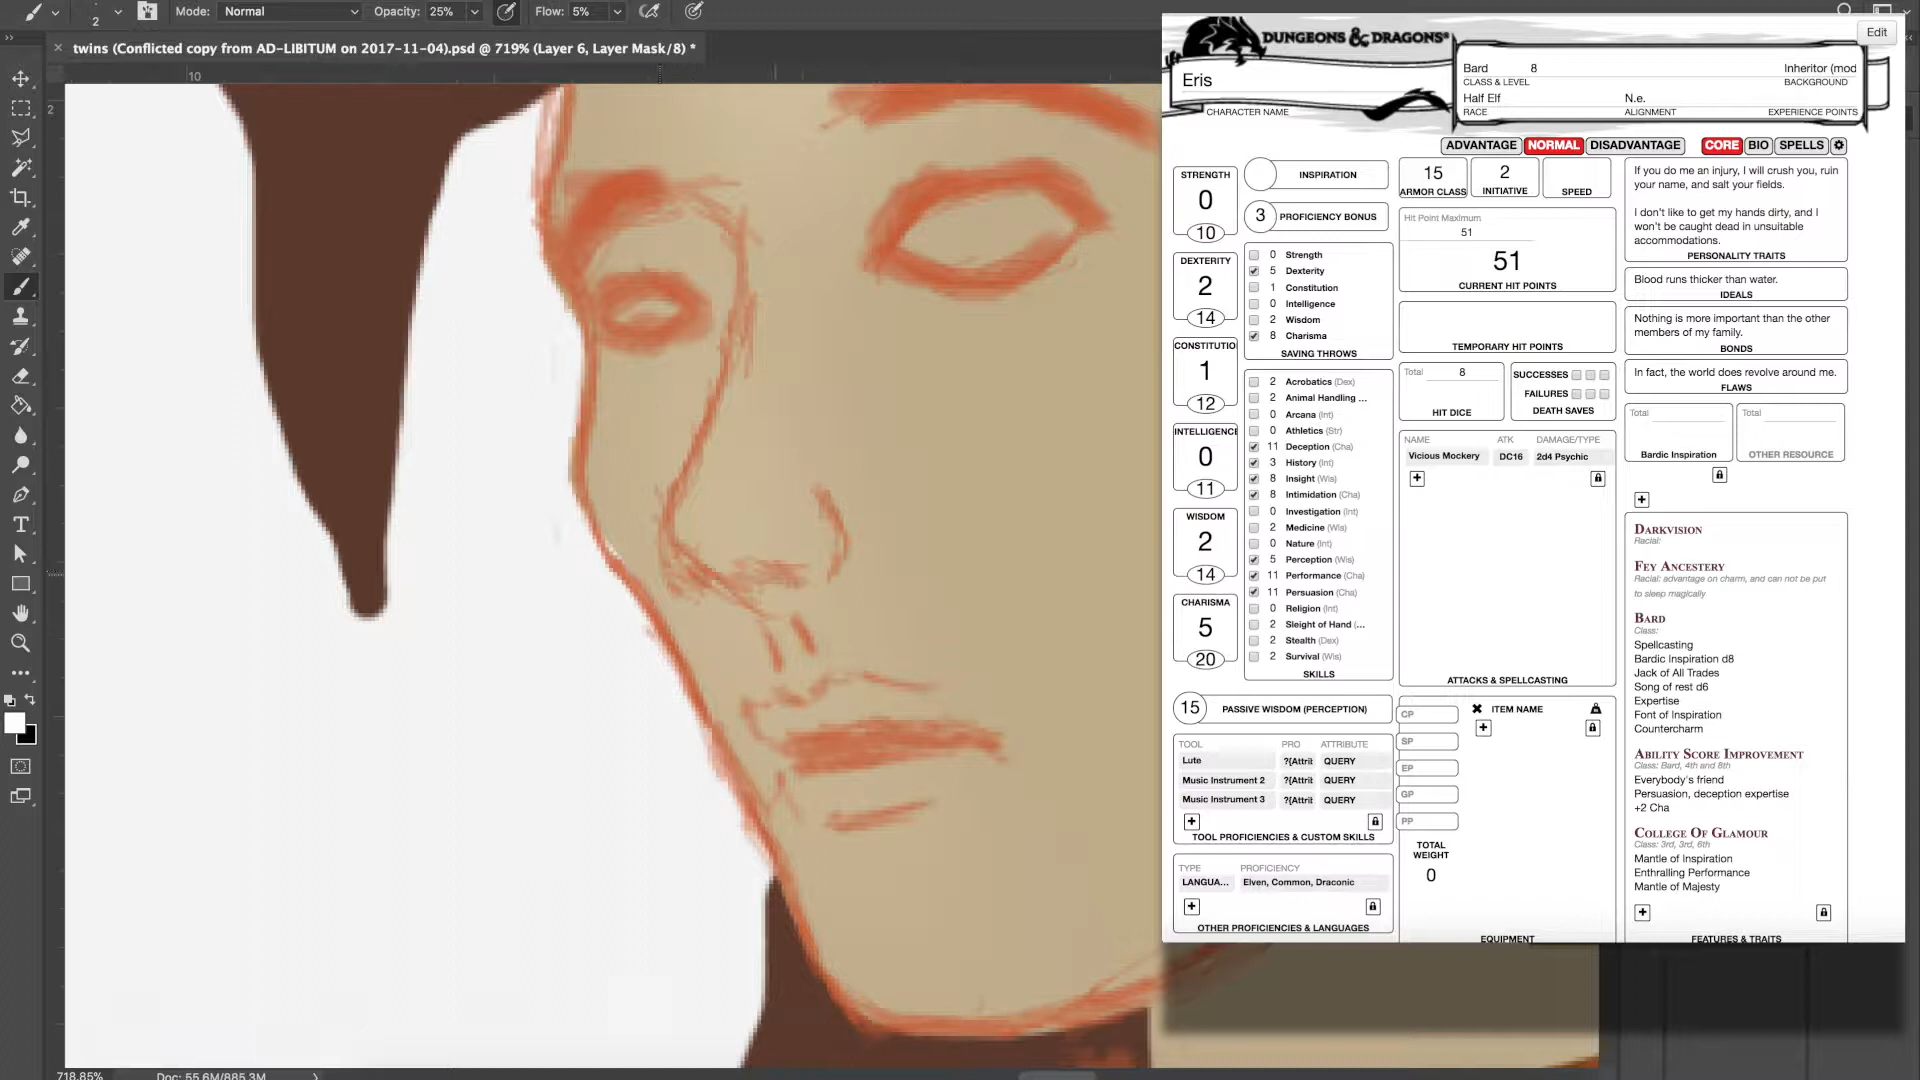 2
Mode: Normal
Opacity: 25%
Flow: 5%
twins (Conflicted copy from AD-LIBITUM on 2017-11-04).psd @ 719% (Layer 6, Layer Mask/8) *
10
2
718.85%
Doc: 55.6M/885.3M
DUNGEONS & DRAGONS®
Edit
Eris
CHARACTER NAME
Bard 8
CLASS & LEVEL
Inheritor (mod
BACKGROUND
Half Elf
RACE
N.e.
ALIGNMENT
EXPERIENCE POINTS
ADVANTAGE NORMAL DISADVANTAGE
CORE BIO SPELLS
STRENGTH
0
10
DEXTERITY
2
14
CONSTITUTIO
1
12
INTELLIGENCE
0
11
WISDOM
2
14
CHARISMA
5
20
INSPIRATION
3 PROFICIENCY BONUS
0 Strength
5 Dexterity
1 Constitution
0 Intelligence
2 Wisdom
8 Charisma
SAVING THROWS
2 Acrobatics (Dex)
2 Animal Handling ...
0 Arcana (Int)
0 Athletics (Str)
11 Deception (Cha)
3 History (Int)
8 Insight (Wis)
8 Intimidation (Cha)
0 Investigation (Int)
2 Medicine (Wis)
0 Nature (Int)
5 Perception (Wis)
11 Performance (Cha)
11 Persuasion (Cha)
0 Religion (Int)
2 Sleight of Hand (...
2 Stealth (Dex)
2 Survival (Wis)
SKILLS
15 PASSIVE WISDOM (PERCEPTION)
TOOL PRO ATTRIBUTE
Lute ?{Attrit QUERY
Music Instrument 2 ?{Attrit QUERY
Music Instrument 3 ?{Attrit QUERY
TOOL PROFICIENCIES & CUSTOM SKILLS
TYPE PROFICIENCY
LANGUA... Elven, Common, Draconic
OTHER PROFICIENCIES & LANGUAGES
15
ARMOR CLASS
2
INITIATIVE
SPEED
Hit Point Maximum
51
51
CURRENT HIT POINTS
TEMPORARY HIT POINTS
Total 8
HIT DICE
SUCCESSES
FAILURES
DEATH SAVES
NAME ATK DAMAGE/TYPE
Vicious Mockery DC16 2d4 Psychic
ATTACKS & SPELLCASTING
CP
SP
EP
GP
PP
TOTAL
WEIGHT
0
ITEM NAME
EQUIPMENT
If you do me an injury, I will crush you, ruin
your name, and salt your fields.
I don't like to get my hands dirty, and I
won't be caught dead in unsuitable
accommodations.
PERSONALITY TRAITS
Blood runs thicker than water.
IDEALS
Nothing is more important than the other
members of my family.
BONDS
In fact, the world does revolve around me.
FLAWS
Total
Bardic Inspiration
Total
OTHER RESOURCE
DARKVISION
Racial:
FEY ANCESTERY
Racial: advantage on charm, and can not be put
to sleep magically
BARD
Class:
Spellcasting
Bardic Inspiration d8
Jack of All Trades
Song of rest d6
Expertise
Font of Inspiration
Countercharm
ABILITY SCORE IMPROVEMENT
Class: Bard, 4th and 8th
Everybody's friend
Persuasion, deception expertise
+2 Cha
COLLEGE OF GLAMOUR
Class: 3rd, 3rd, 6th
Mantle of Inspiration
Enthralling Performance
Mantle of Majesty
FEATURES & TRAITS